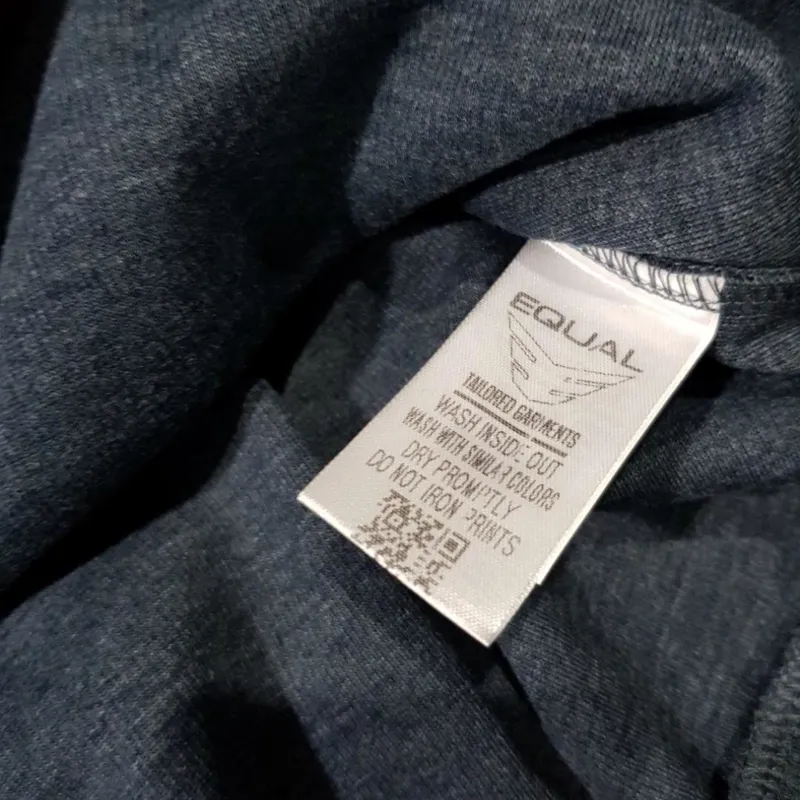 EQUAL
TAILORED GARMENTS
WASH INSIDE OUT
WASH WITH SIMILAR COLORS
DRY PROMPTLY
DO NOT IRON PRINTS